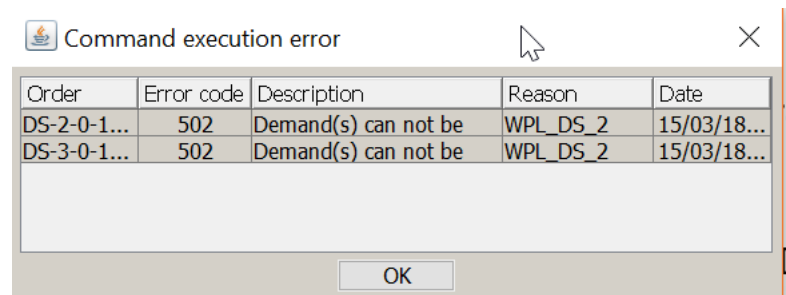 Command execution error
Order Error code Description Reason Date
DS-2-0-1... 502 Demand(s) can not be WPL_DS_2 15/03/18...
DS-3-0-1... 502 Demand(s) can not be WPL_DS_2 15/03/18...
OK